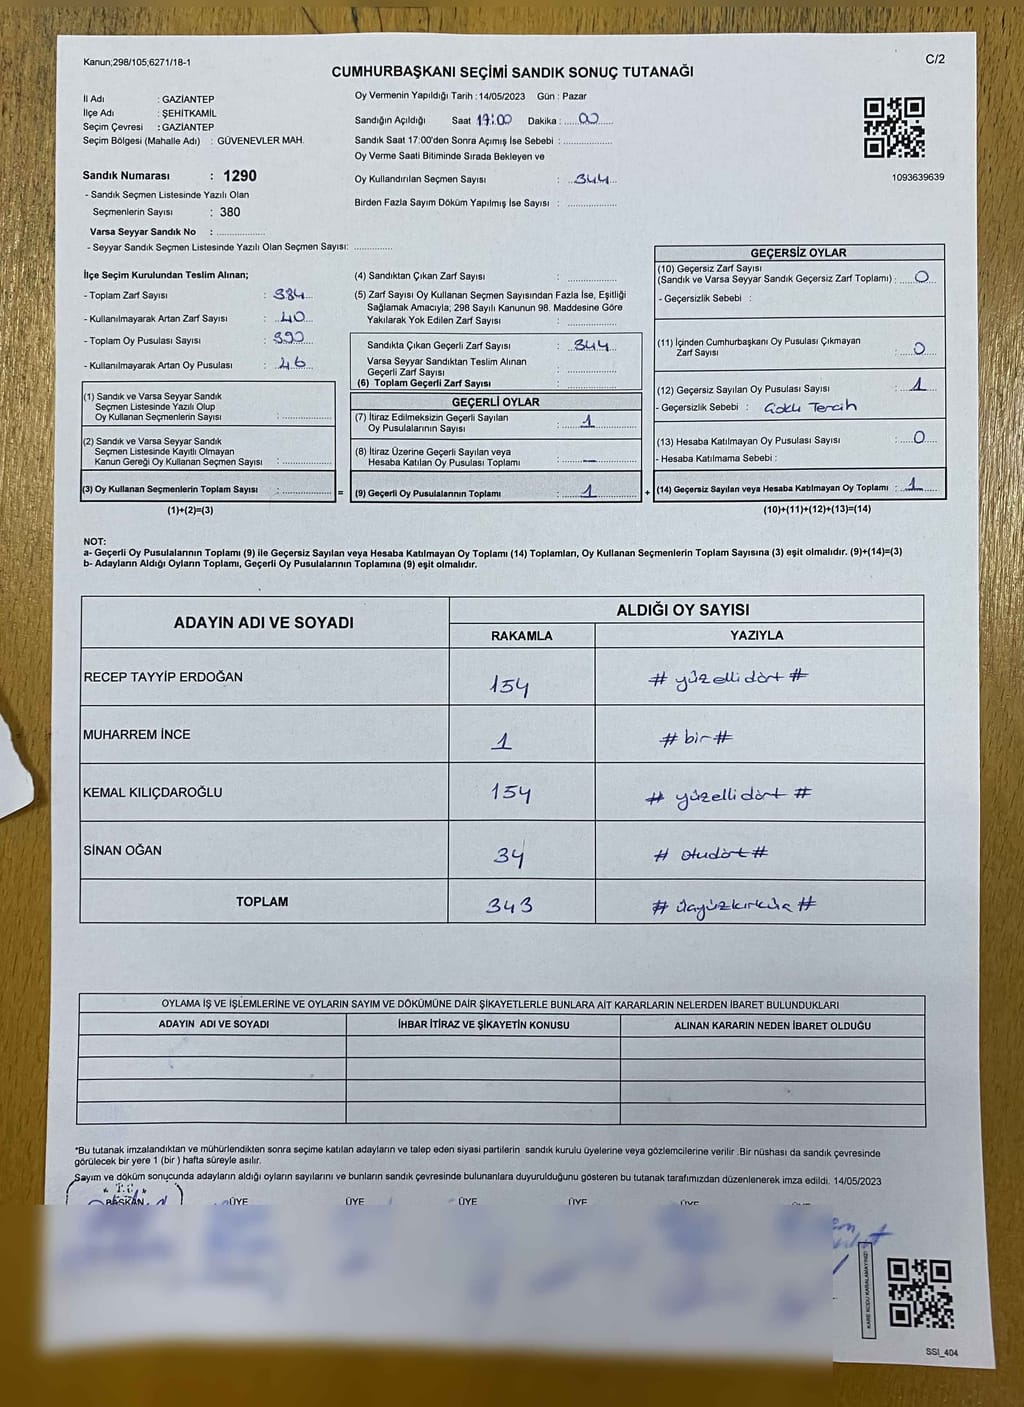 Kanun;298/105,6271/18-1
C/2
CUMHURBAŞKANI SEÇİMİ SANDIK SONUÇ TUTANAĞI
İl Adı : GAZİANTEP
İlçe Adı : ŞEHİTKAMİL
Seçim Çevresi : GAZİANTEP
Seçim Bölgesi (Mahalle Adı) : GÜVENEVLER MAH.
Oy Vermenin Yapıldığı Tarih : 14/05/2023 Gün : Pazar
Sandığın Açıldığı Saat 17:00 Dakika : 00
Sandık Saat 17:00'den Sonra Açımış İse Sebebi :
Oy Verme Saati Bitiminde Sırada Bekleyen ve
Oy Kullandırılan Seçmen Sayısı : 344
Birden Fazla Sayım Döküm Yapılmış İse Sayısı :
1093639639
Sandık Numarası : 1290
- Sandık Seçmen Listesinde Yazılı Olan
Seçmenlerin Sayısı : 380
Varsa Seyyar Sandık No :
- Seyyar Sandık Seçmen Listesinde Yazılı Olan Seçmen Sayısı:
İlçe Seçim Kurulundan Teslim Alınan;
- Toplam Zarf Sayısı : 384
- Kullanılmayarak Artan Zarf Sayısı : 40
- Toplam Oy Pusulası Sayısı : 390
- Kullanılmayarak Artan Oy Pusulası : 46
(1) Sandık ve Varsa Seyyar Sandık
Seçmen Listesinde Yazılı Olup
Oy Kullanan Seçmenlerin Sayısı :
(2) Sandık ve Varsa Seyyar Sandık
Seçmen Listesinde Kayıtlı Olmayan
Kanun Gereği Oy Kullanan Seçmen Sayısı :
(3) Oy Kullanan Seçmenlerin Toplam Sayısı : =
(1)+(2)=(3)
(4) Sandıktan Çıkan Zarf Sayısı :
(5) Zarf Sayısı Oy Kullanan Seçmen Sayısından Fazla İse, Eşitliği
Sağlamak Amacıyla; 298 Sayılı Kanunun 98. Maddesine Göre
Yakılarak Yok Edilen Zarf Sayısı :
Sandıkta Çıkan Geçerli Zarf Sayısı : 344
Varsa Seyyar Sandıktan Teslim Alınan
Geçerli Zarf Sayısı :
(6) Toplam Geçerli Zarf Sayısı :
GEÇERLİ OYLAR
(7) İtiraz Edilmeksizin Geçerli Sayılan
Oy Pusulalarının Sayısı : 1
(8) İtiraz Üzerine Geçerli Sayılan veya
Hesaba Katılan Oy Pusulası Toplamı : –
(9) Geçerli Oy Pusulalarının Toplamı : 1 +
GEÇERSİZ OYLAR
(10) Geçersiz Zarf Sayısı
(Sandık ve Varsa Seyyar Sandık Geçersiz Zarf Toplamı) : 0
- Geçersizlik Sebebi :
(11) İçinden Cumhurbaşkanı Oy Pusulası Çıkmayan
Zarf Sayısı : 0
(12) Geçersiz Sayılan Oy Pusulası Sayısı : 1
- Geçersizlik Sebebi : Çoklu Tercih
(13) Hesaba Katılmayan Oy Pusulası Sayısı : 0
- Hesaba Katılmama Sebebi :
(14) Geçersiz Sayılan veya Hesaba Katılmayan Oy Toplamı : 1
(10)+(11)+(12)+(13)=(14)
NOT:
a- Geçerli Oy Pusulalarının Toplamı (9) ile Geçersiz Sayılan veya Hesaba Katılmayan Oy Toplamı (14) Toplamları, Oy Kullanan Seçmenlerin Toplam Sayısına (3) eşit olmalıdır. (9)+(14)=(3)
b- Adayların Aldığı Oyların Toplamı, Geçerli Oy Pusulalarının Toplamına (9) eşit olmalıdır.
ADAYIN ADI VE SOYADI ALDIĞI OY SAYISI
RAKAMLA YAZIYLA
RECEP TAYYİP ERDOĞAN 154 # yüzellidört #
MUHARREM İNCE 1 # bir #
KEMAL KILIÇDAROĞLU 154 # yüzellidört #
SİNAN OĞAN 34 # otudört #
TOPLAM 343 # üçyüzkırküç #
OYLAMA İŞ VE İŞLEMLERİNE VE OYLARIN SAYIM VE DÖKÜMÜNE DAİR ŞİKAYETLERLE BUNLARA AİT KARARLARIN NELERDEN İBARET BULUNDUKLARI
ADAYIN ADI VE SOYADI İHBAR İTİRAZ VE ŞİKAYETİN KONUSU ALINAN KARARIN NEDEN İBARET OLDUĞU
*Bu tutanak imzalandıktan ve mühürlendikten sonra seçime katılan adayların ve talep eden siyasi partilerin sandık kurulu üyelerine veya gözlemcilerine verilir .Bir nüshası da sandık çevresinde
görülecek bir yere 1 (bir ) hafta süreyle asılır.
Sayım ve döküm sonucunda adayların aldığı oyların sayılarını ve bunların sandık çevresinde bulunanlara duyurulduğunu gösteren bu tutanak tarafımızdan düzenlenerek imza edildi. 14/05/2023
T.C.
BAŞKAN ÜYE ÜYE ÜYE ÜYE ÜYE
KARE KODU KARALAMAYINIZ!
SSI_404